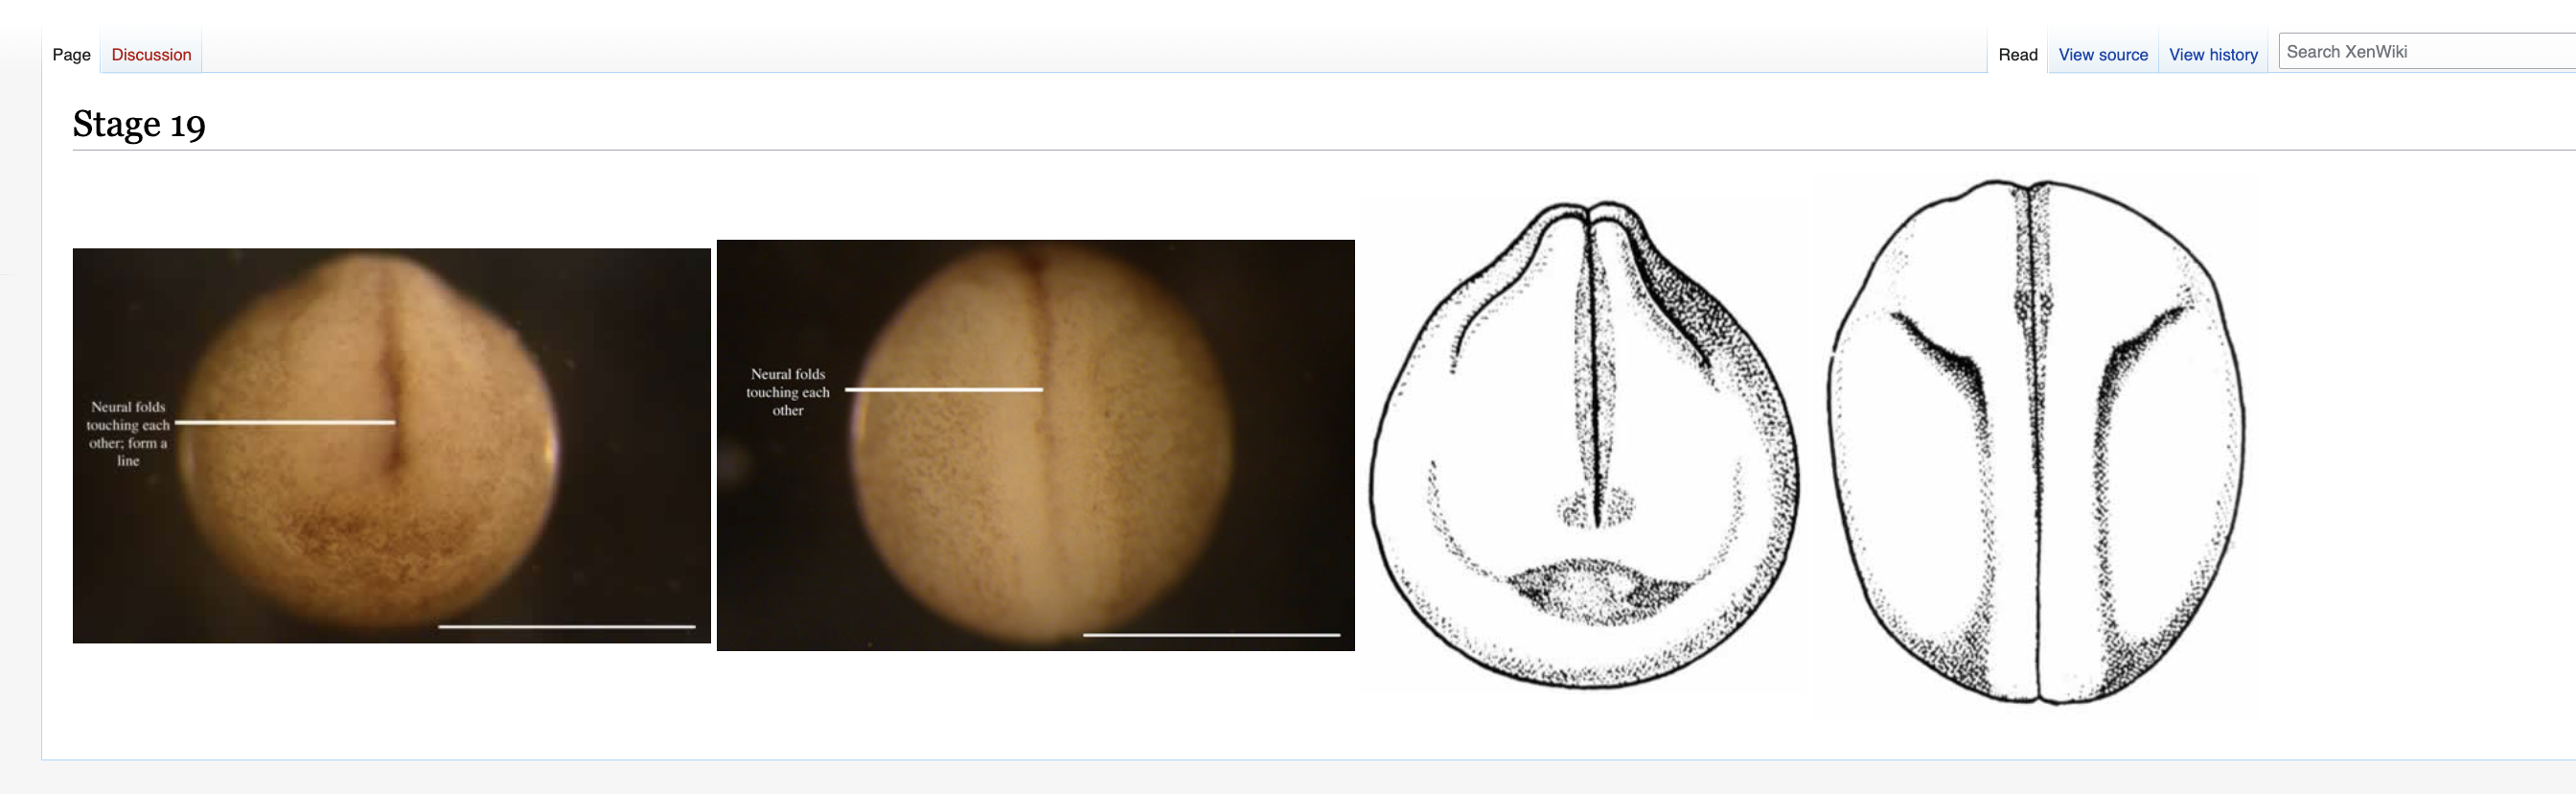 Page
Discussion
Read
View source
View history
Search XenWiki
Stage 19
Neural folds
touching each
other; form a
line
Neural folds
touching each
other